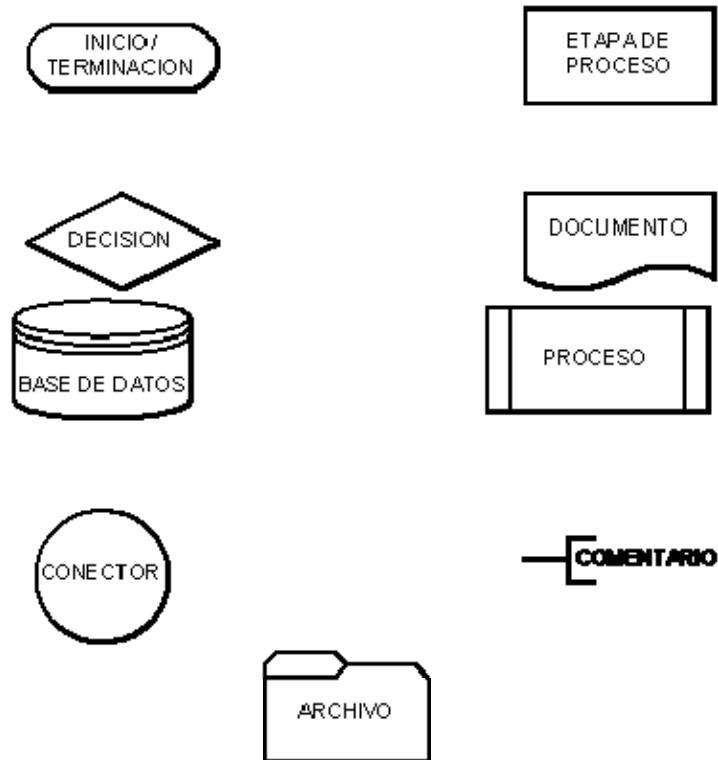 INICIO/
TERMINACION
ETAPA DE
PROCESO
DECISION
DOCUMENTO
BASE DE DATOS
PROCESO
CONECTOR
COMENTARIO
ARCHIVO